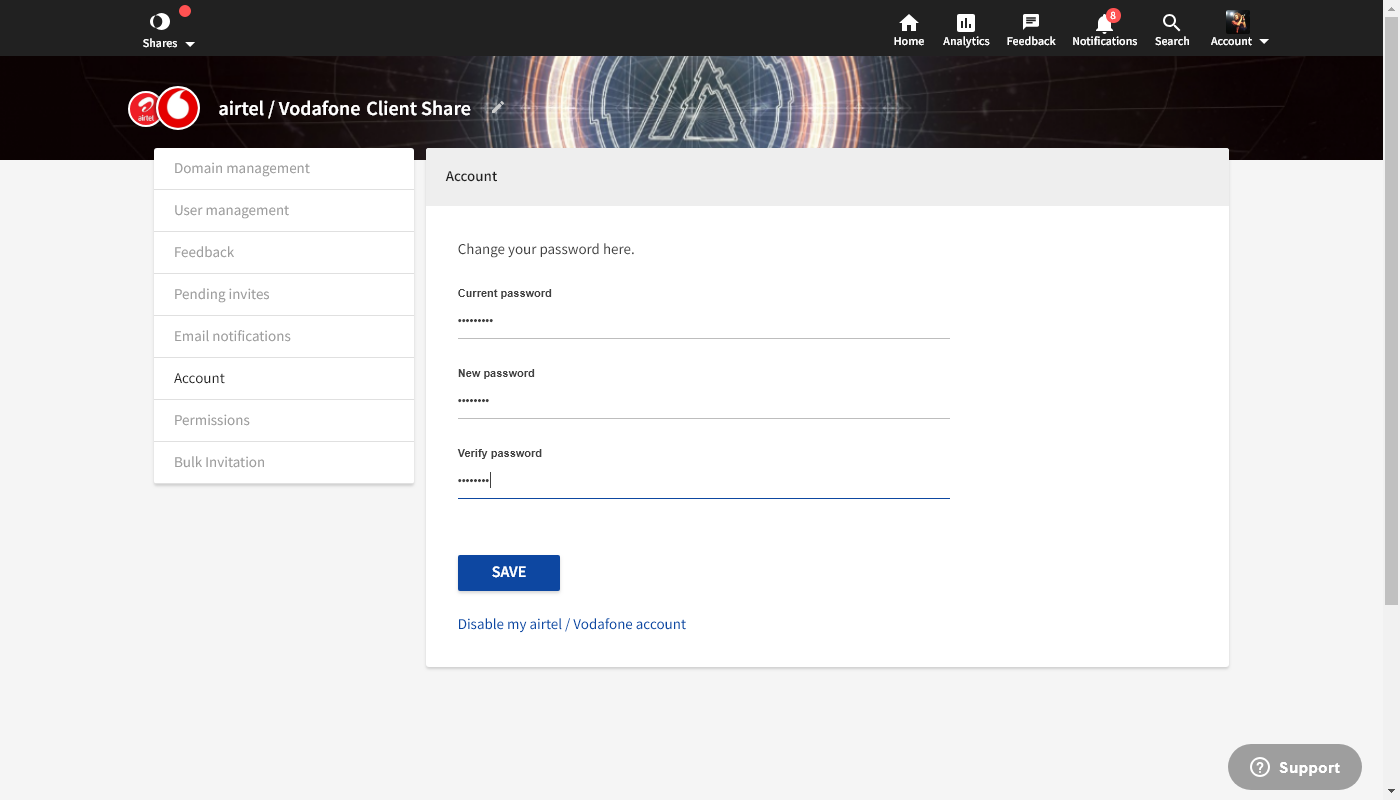 Shares
Home
Analytics
Feedback
8
Notifications
Search
Account
airtel
airtel / Vodafone Client Share
Domain management
User management
Feedback
Pending invites
Email notifications
Account
Permissions
Bulk Invitation
Account
Change your password here.
Current password
•••••••••
New password
••••••••
Verify password
••••••••
SAVE
Disable my airtel / Vodafone account
? Support